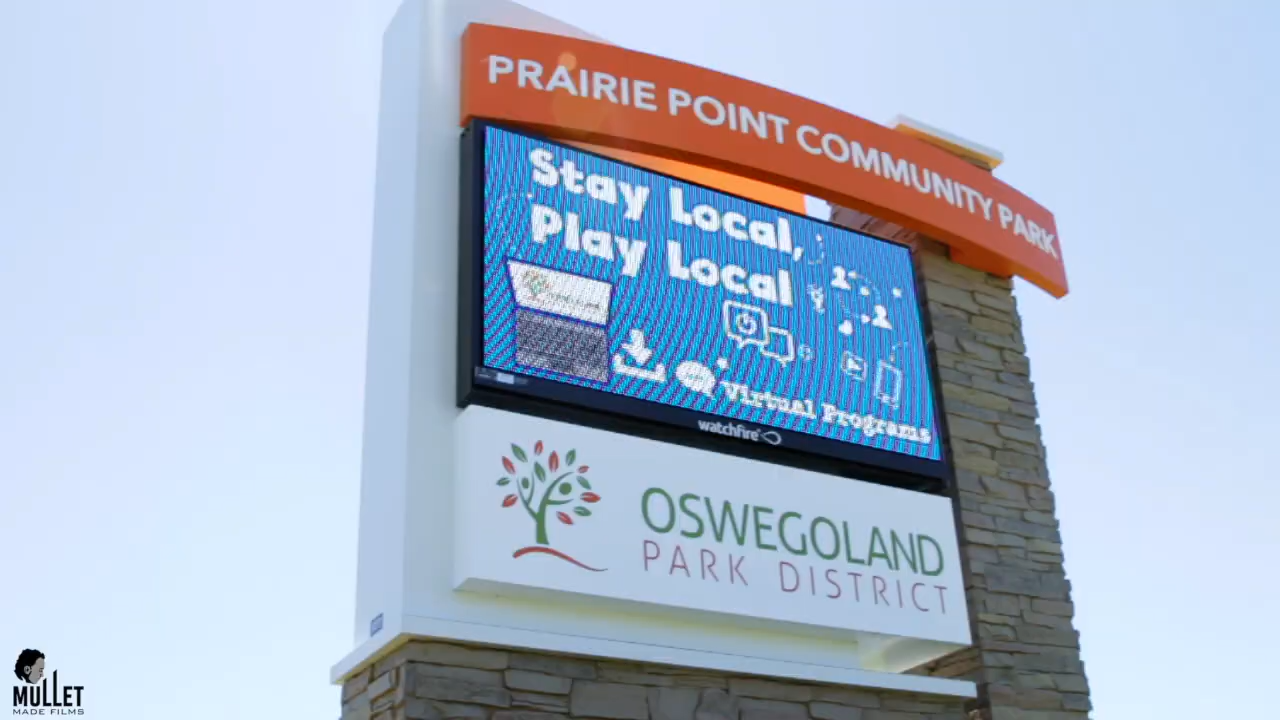 PRAIRIE POINT COMMUNITY PARK
Stay Local,
Play Local
Virtual Programs
watchfire
OSWEGOLAND
PARK DISTRICT
MULLET
MADE FILMS